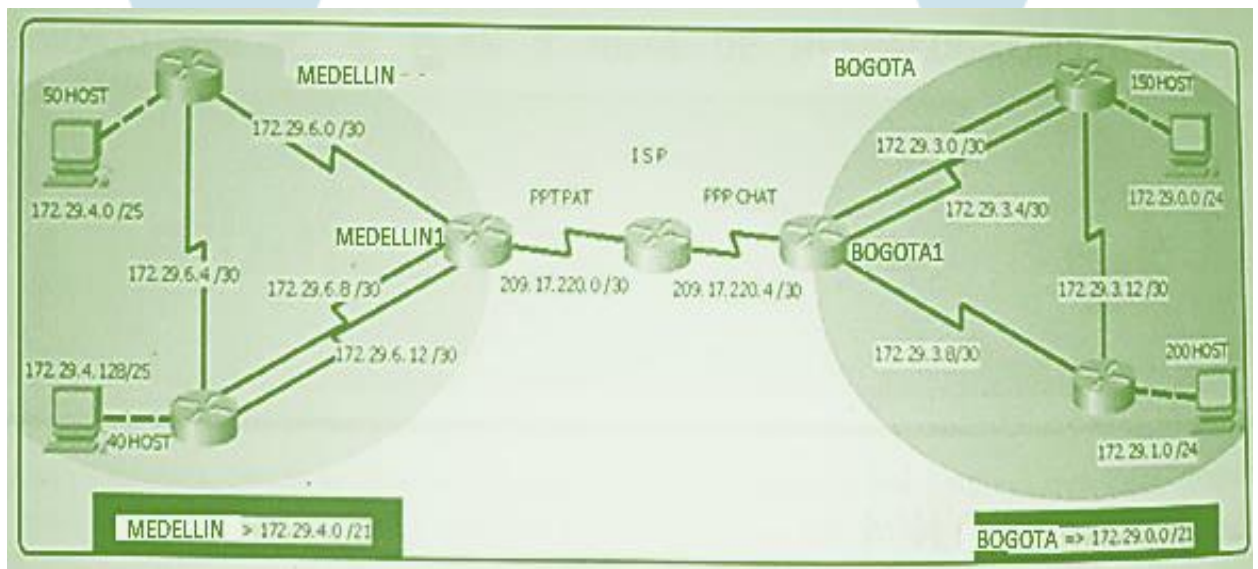 MEDELLIN - -
BOGOTA
50 HOST
150 HOST
172.29.6.0 /30
172.29.3.0 /30
ISP
172.29.4.0 /25
PPTPAT
PPP CHAT
172.29.3.4/30
172.29.0.0 /24
MEDELLIN1
BOGOTA1
172.29.6.4 /30
172.29.6.8 /30
209.17.220.0 /30
209.17.220.4 /30
172.29.3.12 /30
172.29.6.12 /30
172.29.3.8/30
200 HOST
172.29.4.128/25
40 HOST
172.29.1.0 /24
MEDELLIN > 172.29.4.0 /21
BOGOTA => 172.29.0.0 /21